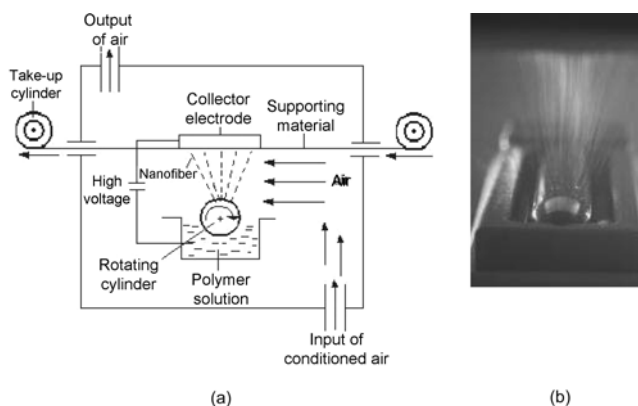 Output
of air
Take-up
cylinder
Collector
electrode
Supporting
material
Nanofiber
High
voltage
Air
Rotating
cylinder
Polymer
solution
Input of
conditioned air
(a)
(b)